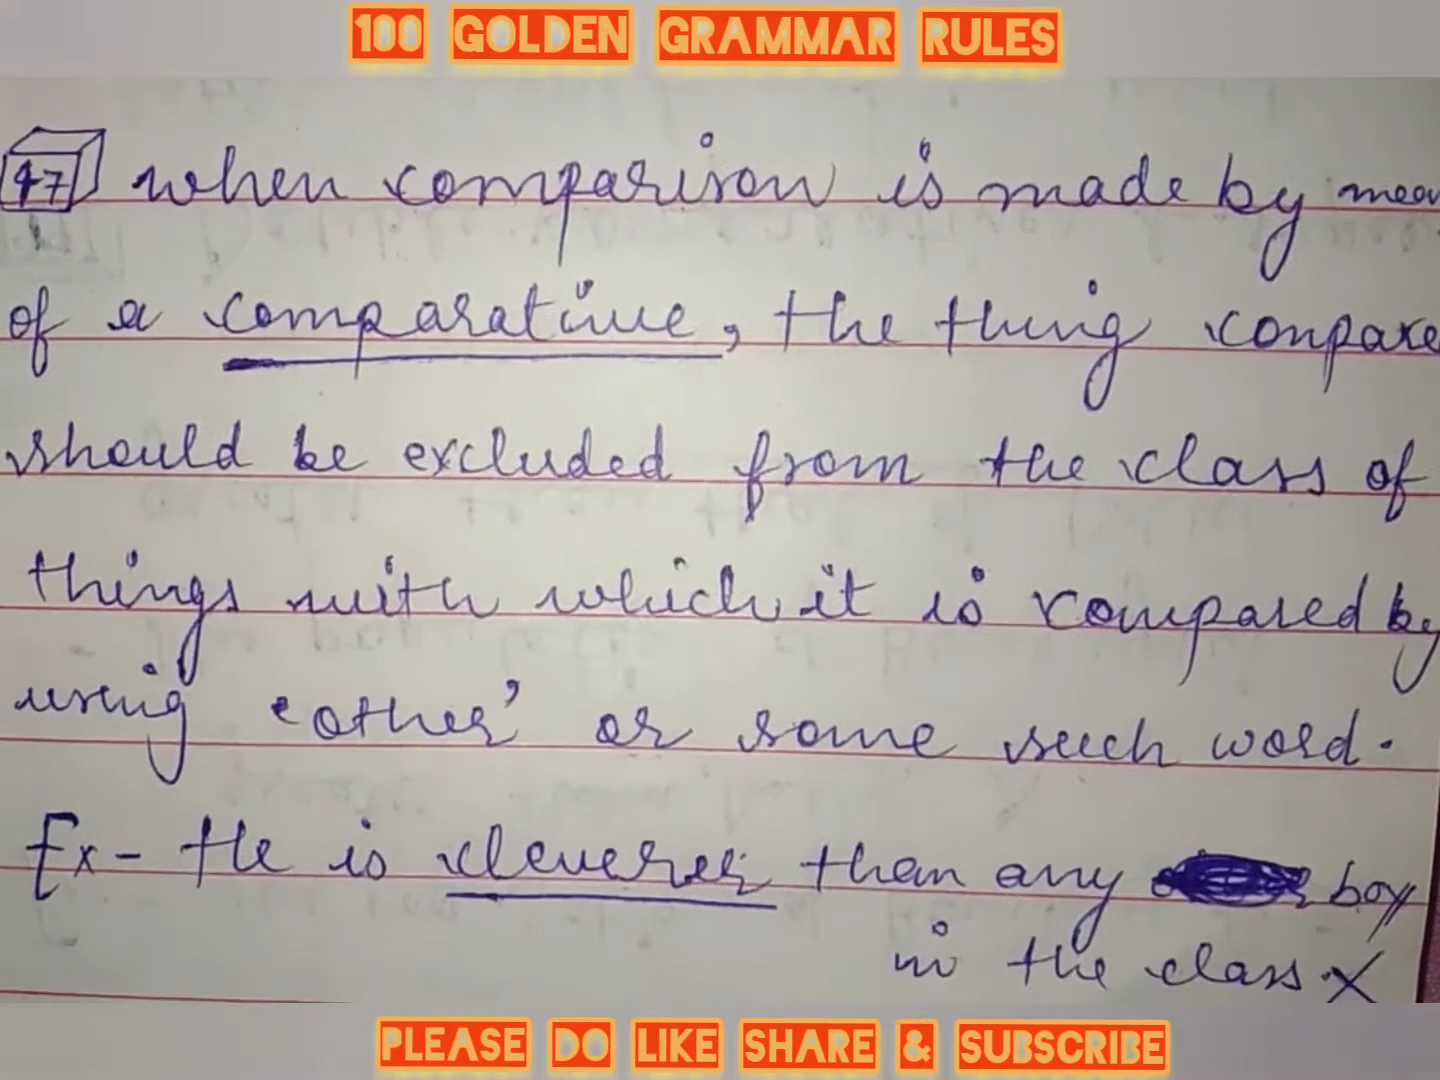 100 GOLDEN GRAMMAR RULES
47 when comparison is made by mean
of a comparative, the thing conpare
should be excluded from the class of
things with which it is compared by
using 'other' or some such word.
Ex - He is cleverer than any boy
in the class X
PLEASE DO LIKE SHARE & SUBSCRIBE